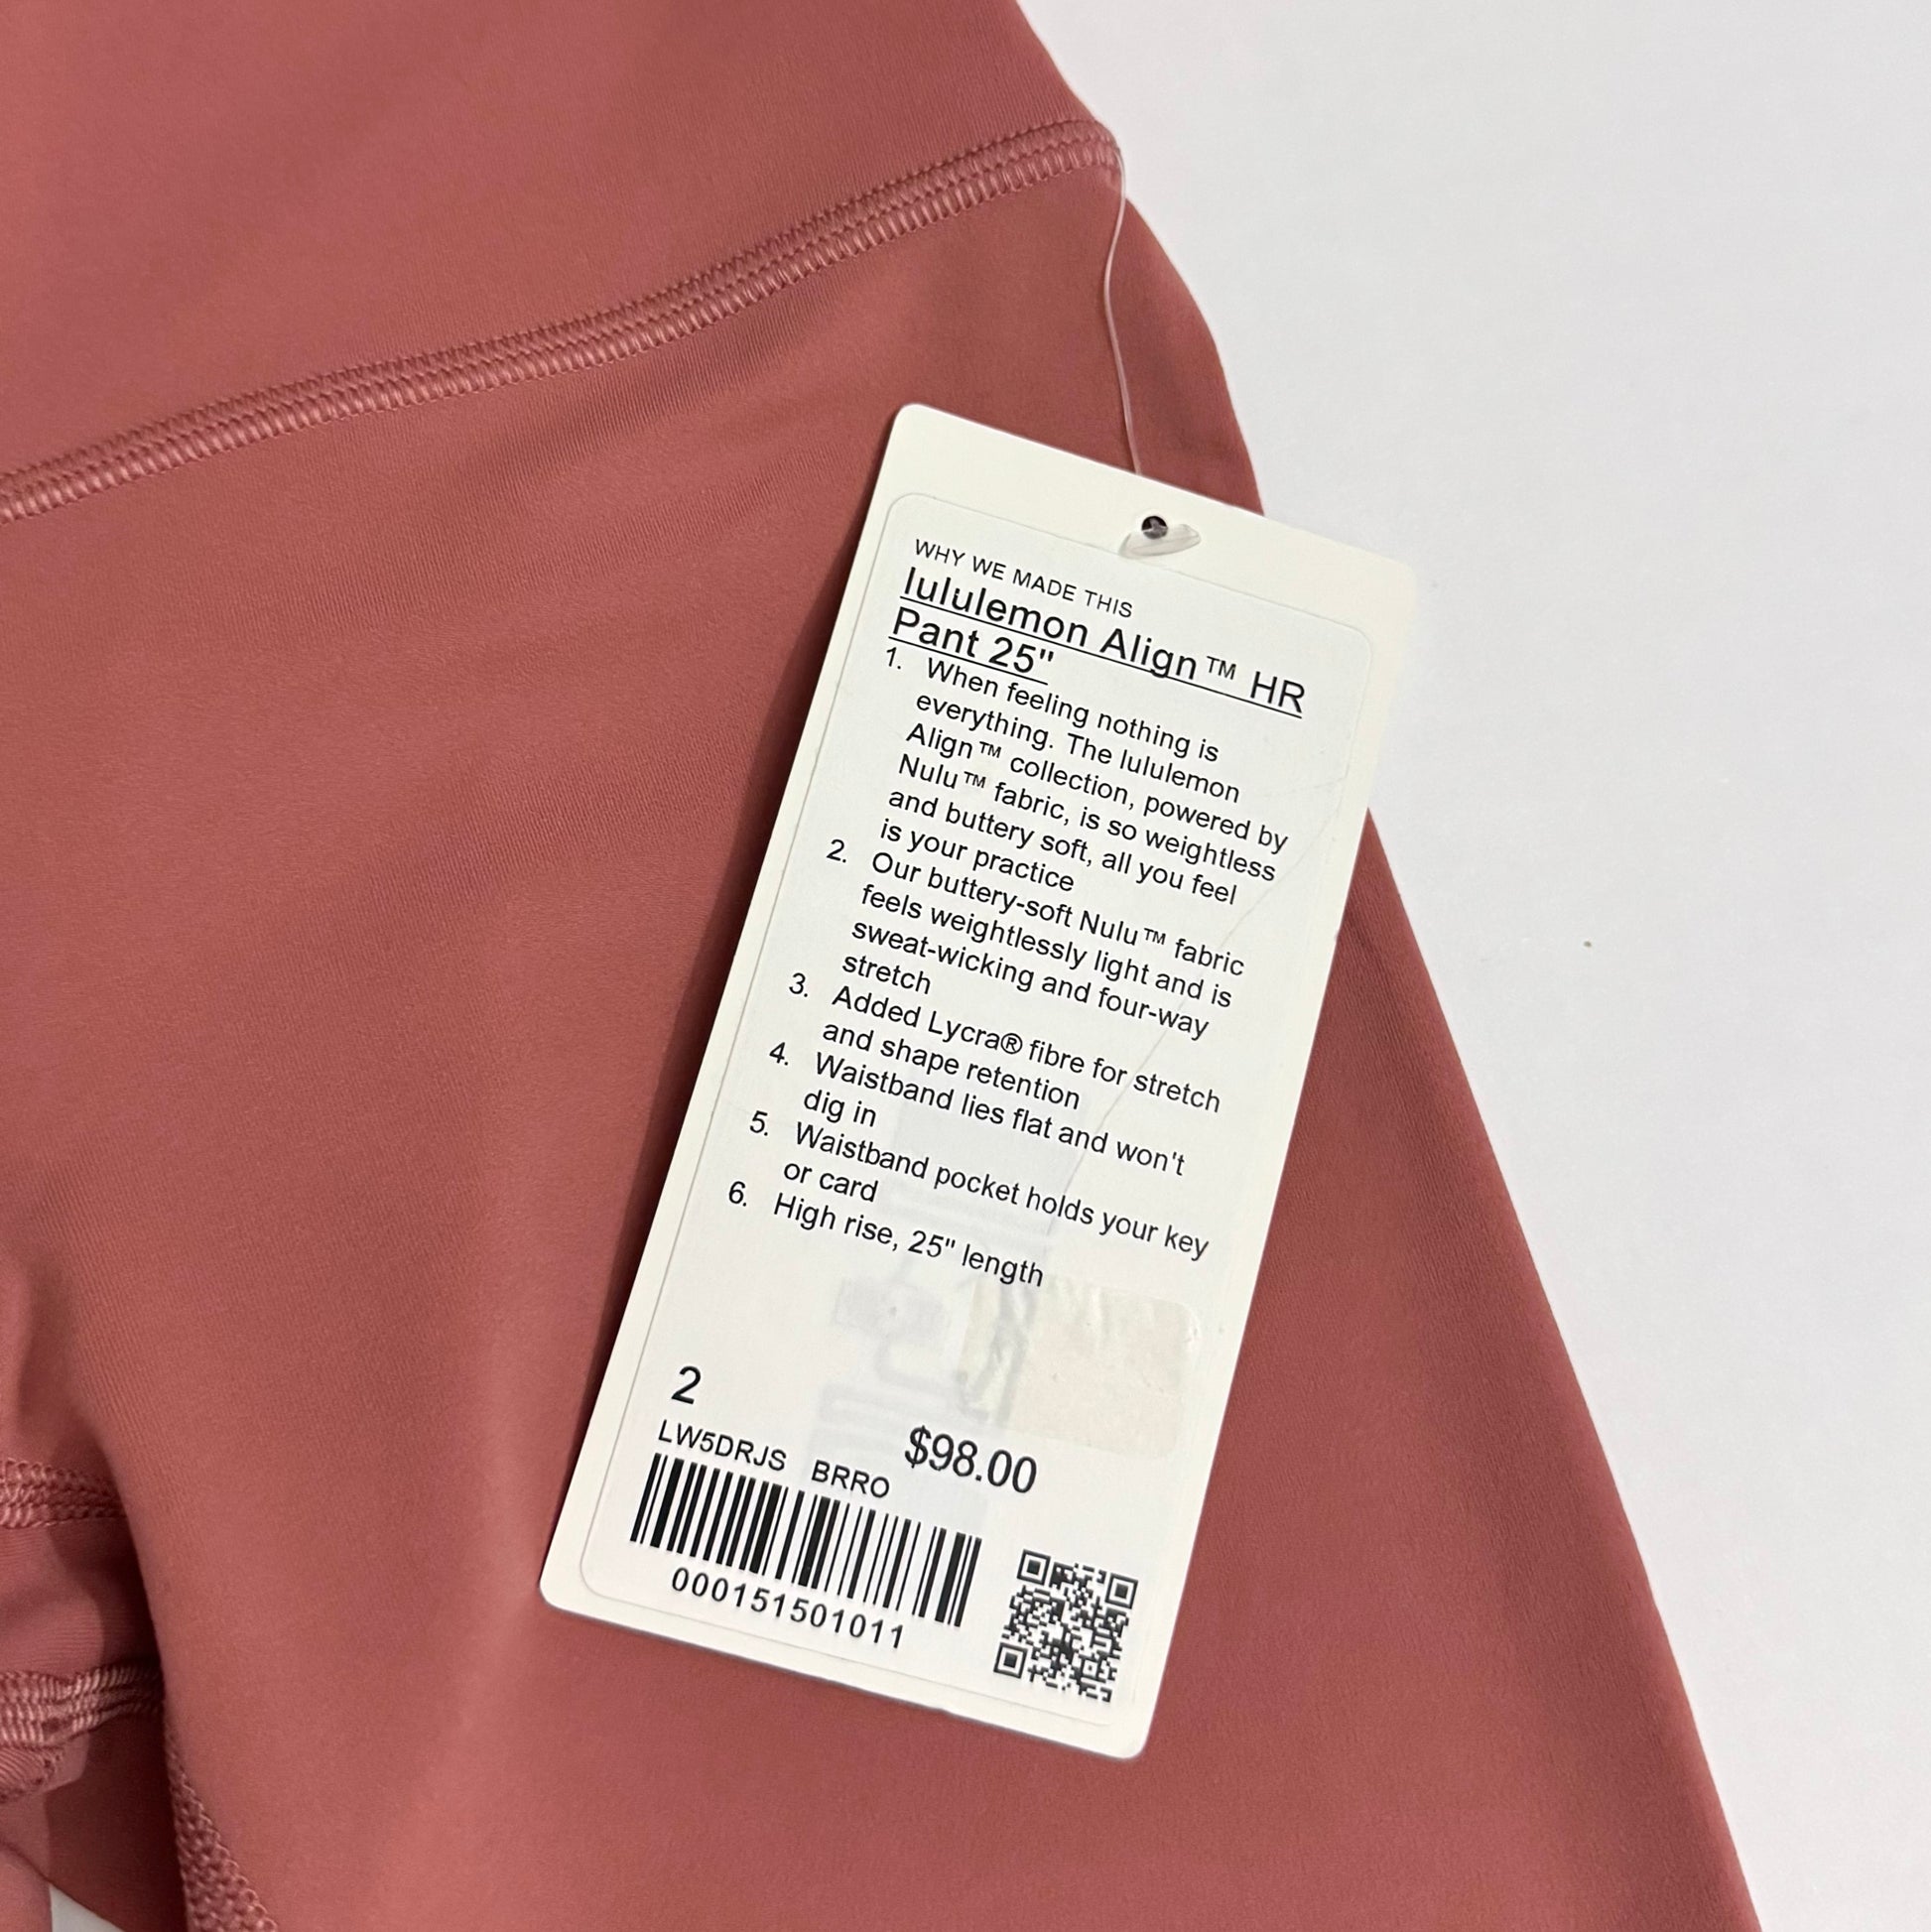 WHY WE MADE THIS
lululemon Align™ HR
Pant 25"
1. When feeling nothing is
everything. The lululemon
Align™ collection, powered by
Nulu™ fabric, is so weightless
and buttery soft, all you feel
is your practice
2. Our buttery-soft Nulu™ fabric
feels weightlessly light and is
sweat-wicking and four-way
stretch
3. Added Lycra® fibre for stretch
and shape retention
4. Waistband lies flat and won't
dig in
5. Waistband pocket holds your key
or card
6. High rise, 25" length
2
$98.00
LW5DRJS BRRO
000151501011